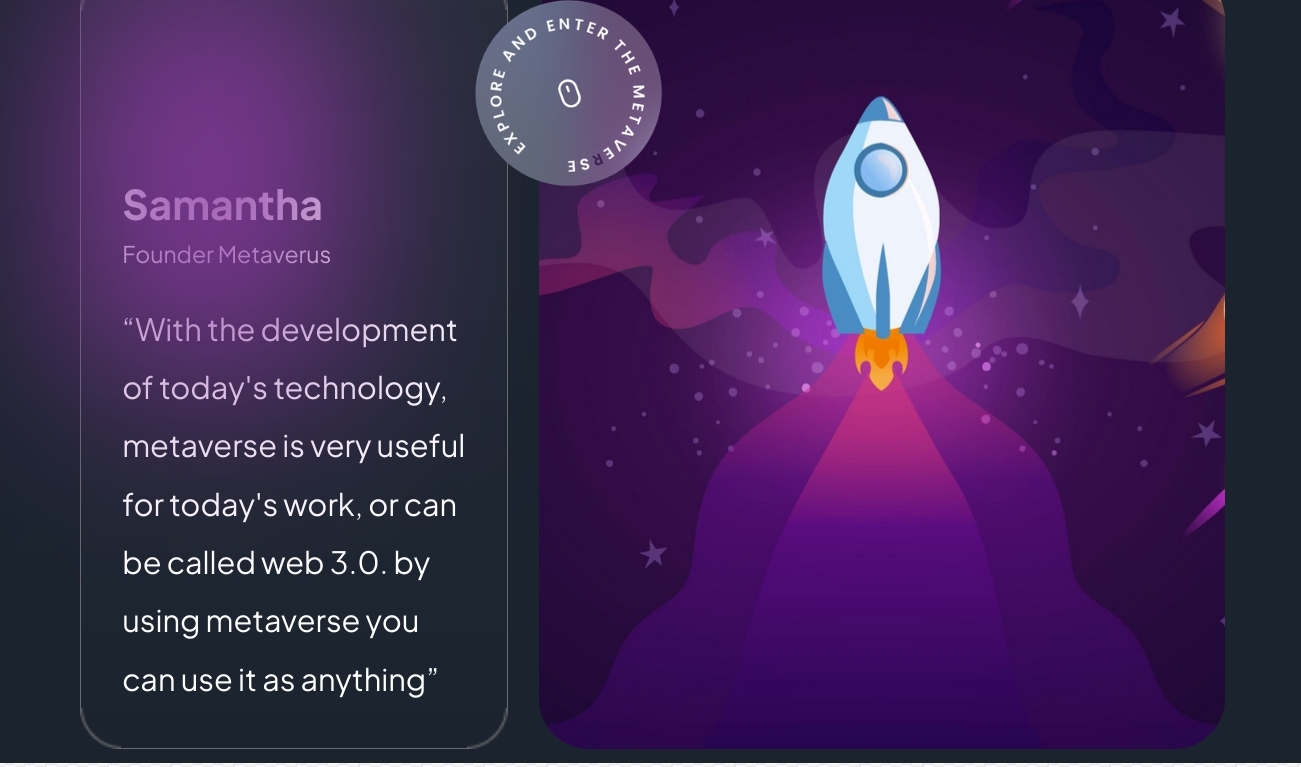 EXPLORE AND ENTER THE METAVERSE
Samantha
Founder Metaverus
“With the development
of today's technology,
metaverse is very useful
for today's work, or can
be called web 3.0. by
using metaverse you
can use it as anything”